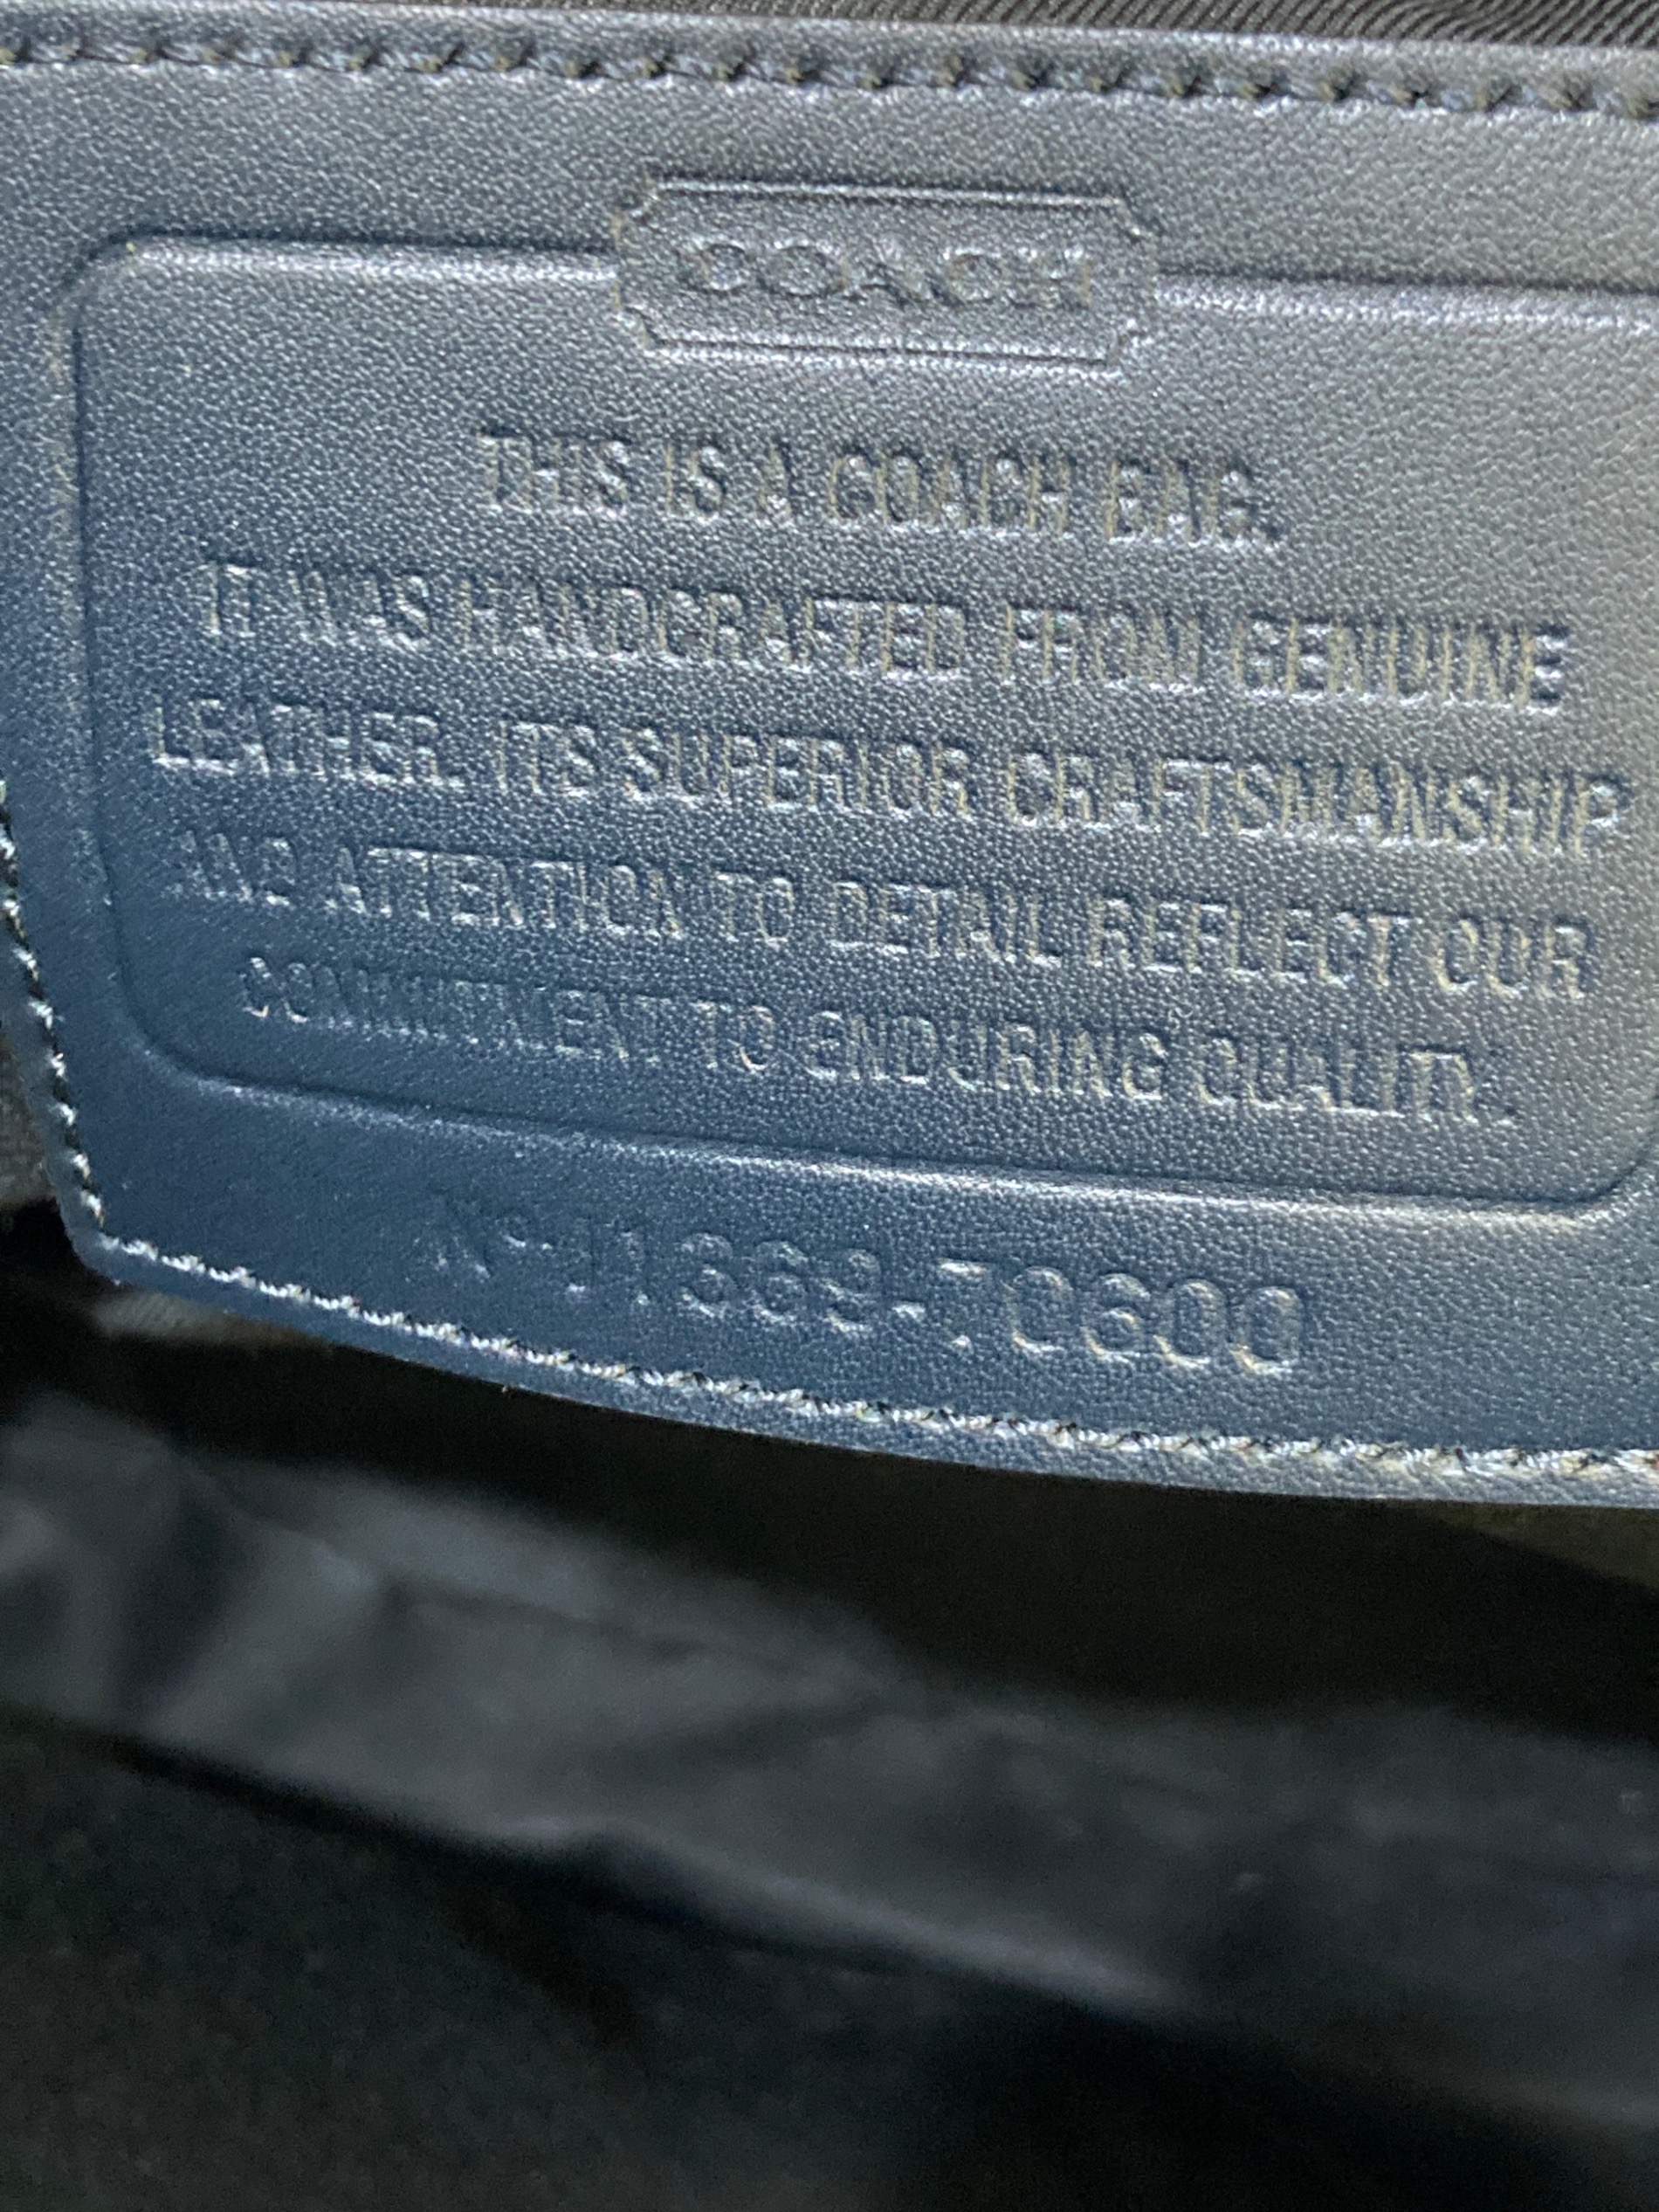 COACH
THIS IS A COACH BAG.
IT WAS HANDCRAFTED FROM GENUINE
LEATHER. ITS SUPERIOR CRAFTSMANSHIP
AND ATTENTION TO DETAIL REFLECT OUR
COMMITMENT TO ENDURING QUALITY.
Nº 11369-70600